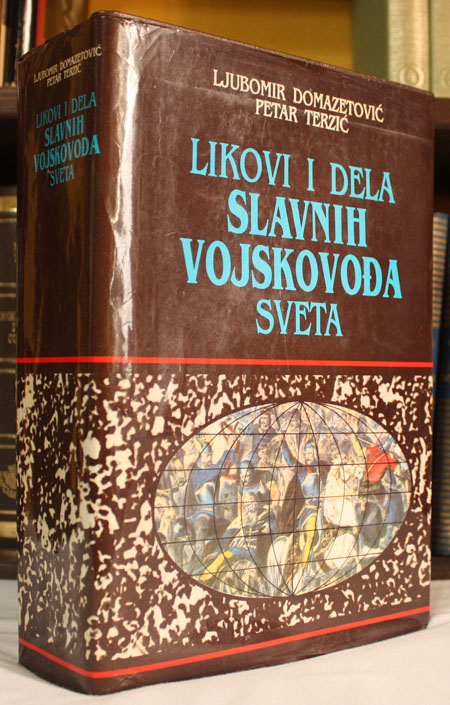 LJUBOMIR DOMAZETOVIĆ
PETAR TERZIĆ
LIKOVI I DELA
SLAVNIH
VOJSKOVOĐA
SVETA
LJUBOMIR DOMAZETOVIĆ
PETAR TERZIĆ
LIKOVI I DELA
SLAVNIH
VOJSKOVOĐA
SVETA